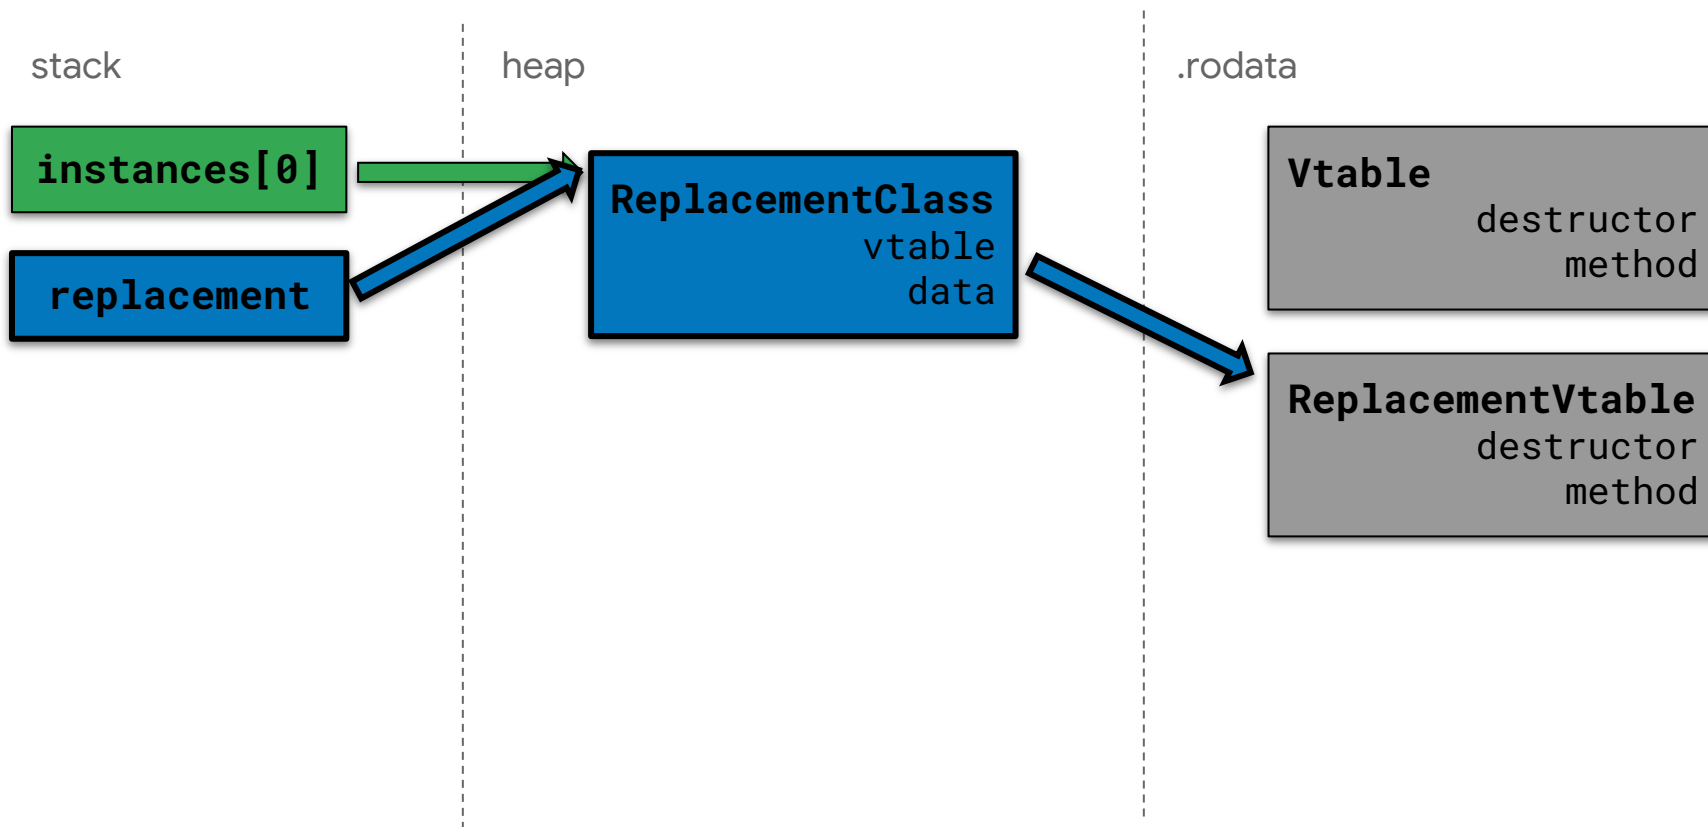 stack
heap
.rodata
instances[0]
replacement
ReplacementClass
vtable
data
Vtable
destructor
method
ReplacementVtable
destructor
method